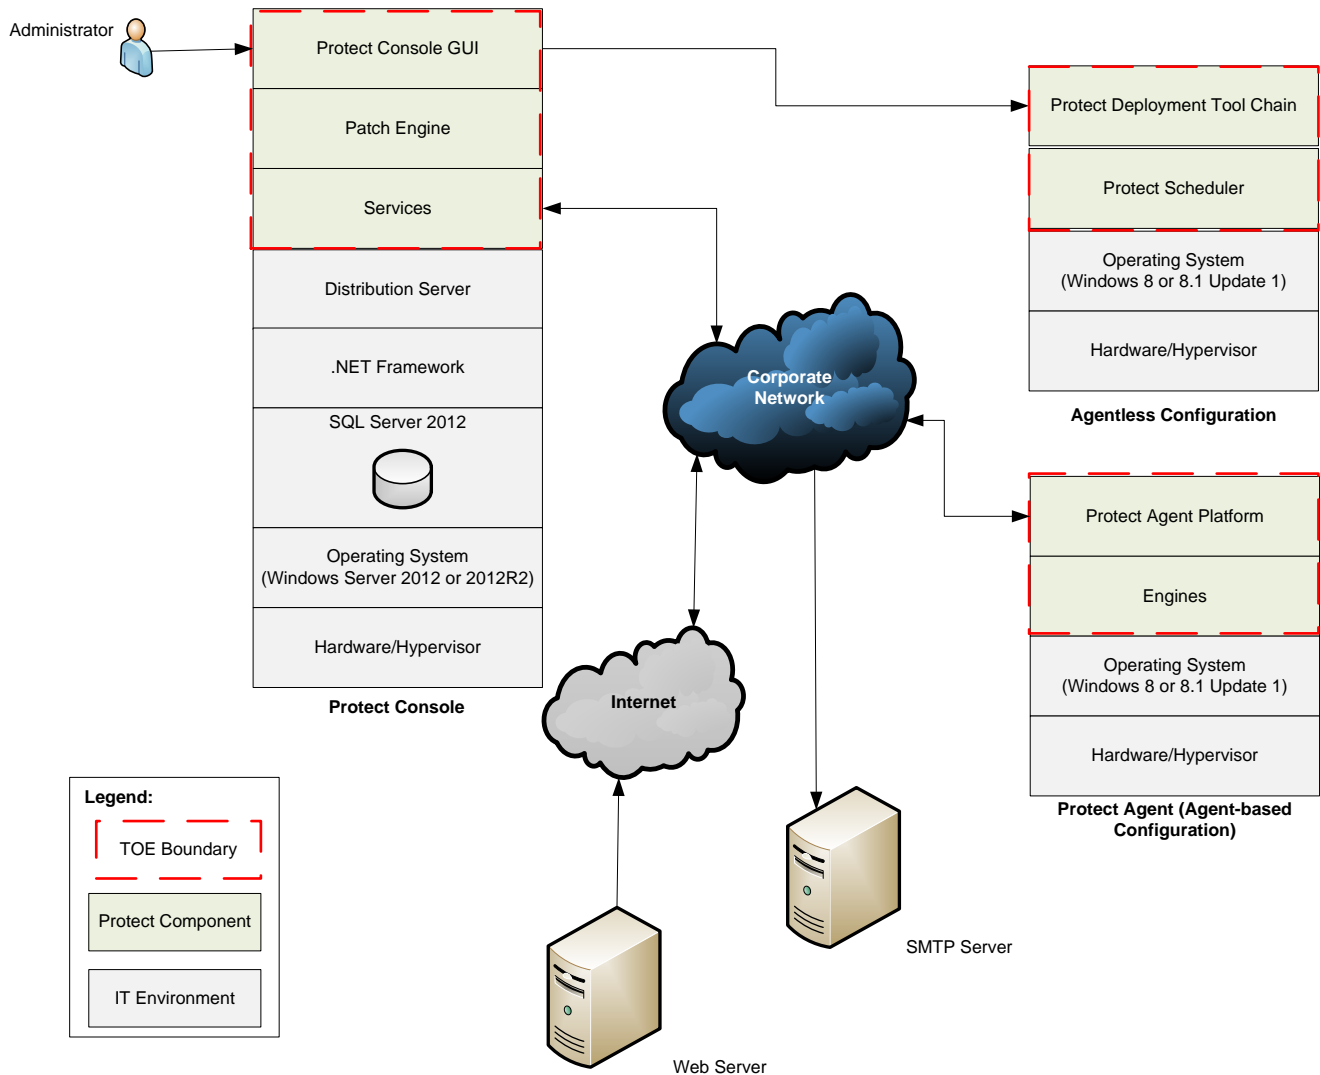 Administrator
Protect Console GUI
Patch Engine
Services
Distribution Server
.NET Framework
SQL Server 2012
Operating System
(Windows Server 2012 or 2012R2)
Hardware/Hypervisor
Protect Console
Protect Deployment Tool Chain
Protect Scheduler
Operating System
(Windows 8 or 8.1 Update 1)
Hardware/Hypervisor
Agentless Configuration
Corporate
Network
Protect Agent Platform
Engines
Operating System
(Windows 8 or 8.1 Update 1)
Hardware/Hypervisor
Protect Agent (Agent-based
Configuration)
Internet
SMTP Server
Web Server
Legend:
TOE Boundary
Protect Component
IT Environment